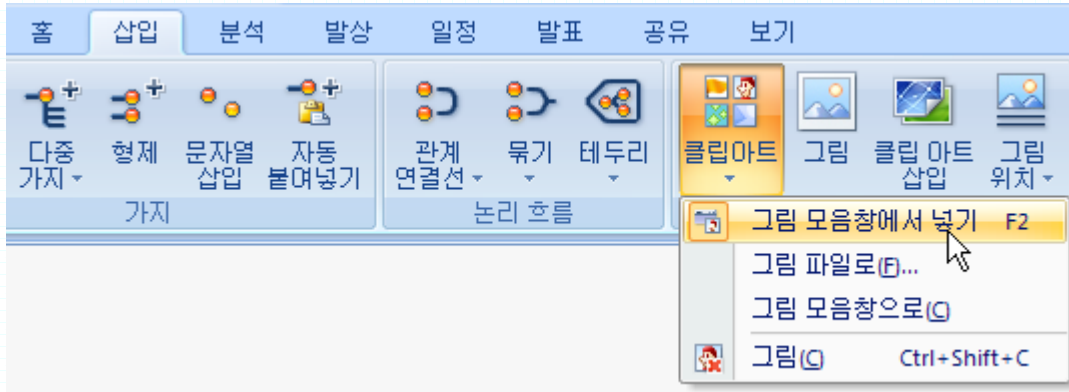 홈 삽입 분석 발상 일정 발표 공유 보기
다중 가지
형제
문자열 삽입
자동 붙여넣기
관계 연결선
묶기
테두리
클립아트
그림
클립 아트 삽입
그림 위치
가지
논리 흐름
그림 모음창에서 넣기 F2
그림 파일로(F)...
그림 모음창으로(C)
그림(C) Ctrl+Shift+C